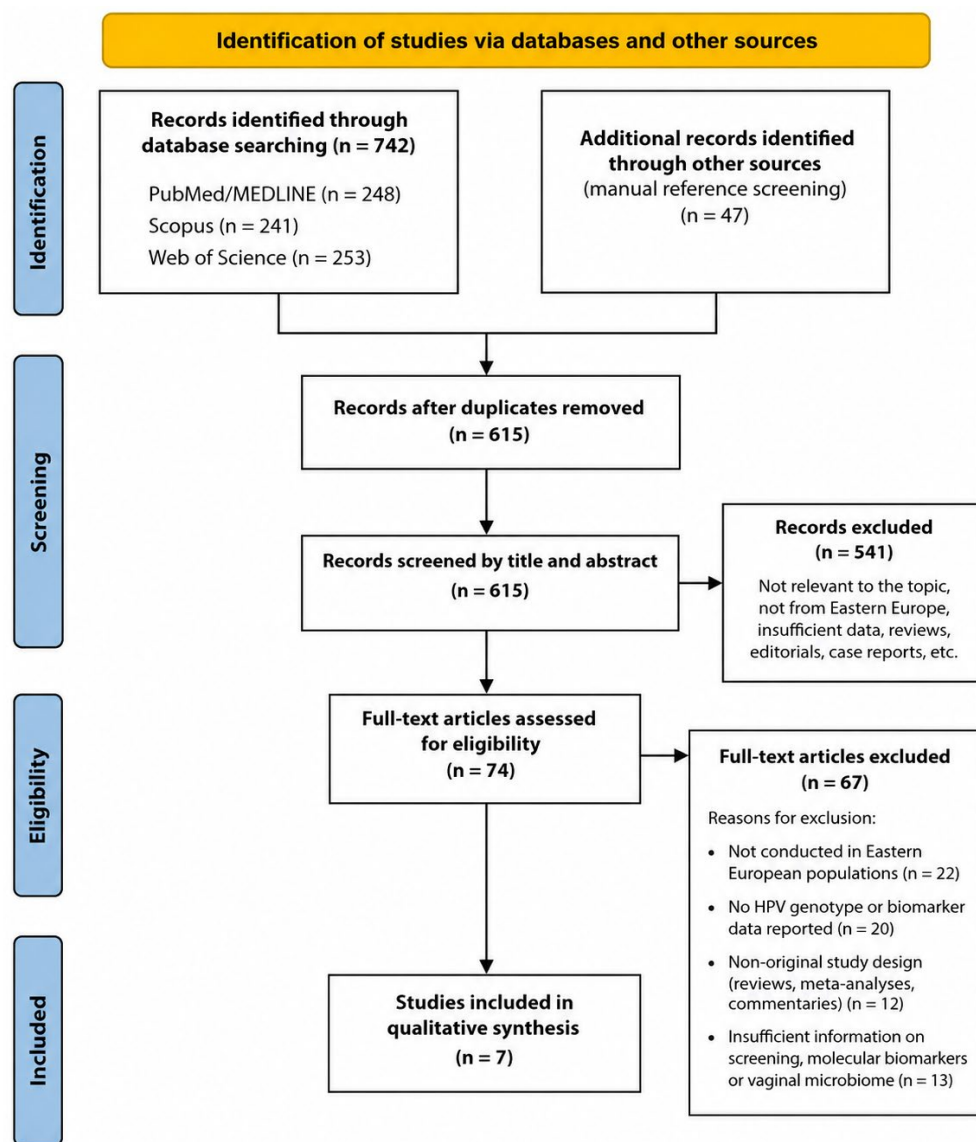 Identification of studies via databases and other sources
Identification
Records identified through
database searching (n = 742)
PubMed/MEDLINE (n = 248)
Scopus (n = 241)
Web of Science (n = 253)
Additional records identified
through other sources
(manual reference screening)
(n = 47)
Screening
Records after duplicates removed
(n = 615)
Records screened by title and abstract
(n = 615)
Records excluded
(n = 541)
Not relevant to the topic,
not from Eastern Europe,
insufficient data, reviews,
editorials, case reports, etc.
Eligibility
Full-text articles assessed
for eligibility
(n = 74)
Full-text articles excluded
(n = 67)
Reasons for exclusion:
• Not conducted in Eastern
European populations (n = 22)
• No HPV genotype or biomarker
data reported (n = 20)
• Non-original study design
(reviews, meta-analyses,
commentaries) (n = 12)
• Insufficient information on
screening, molecular biomarkers
or vaginal microbiome (n = 13)
Included
Studies included in
qualitative synthesis
(n = 7)